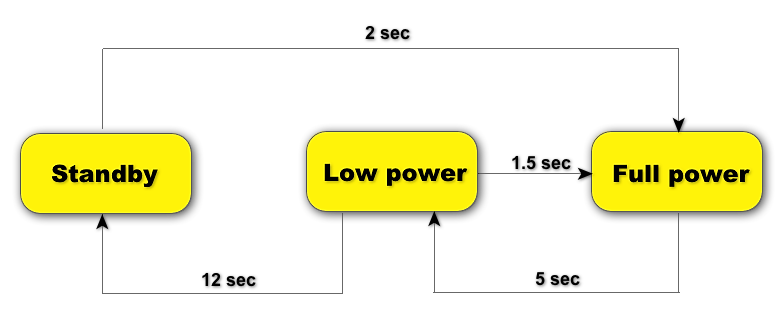 2 sec
Standby
Low power
1.5 sec
Full power
12 sec
5 sec